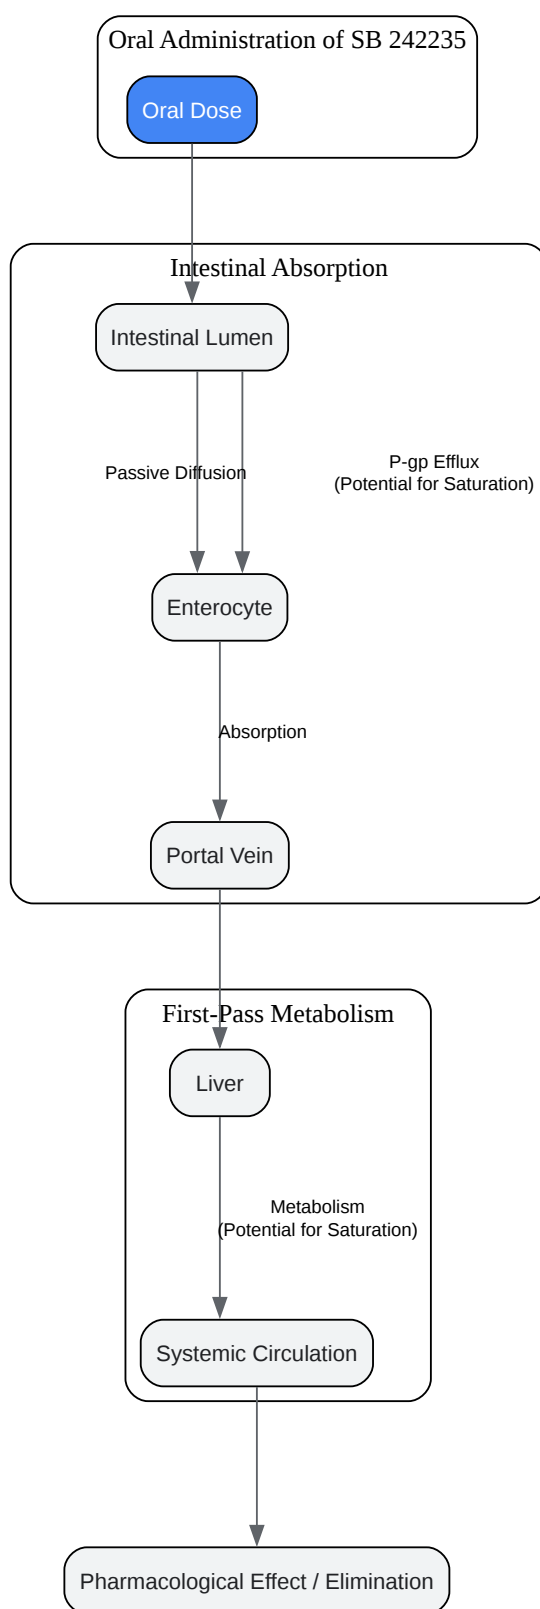 Oral Administration of SB 242235
Oral Dose
Intestinal Absorption
Intestinal Lumen
Passive Diffusion
P-gp Efflux
(Potential for Saturation)
Enterocyte
Absorption
Portal Vein
First-Pass Metabolism
Liver
Metabolism
(Potential for Saturation)
Systemic Circulation
Pharmacological Effect / Elimination